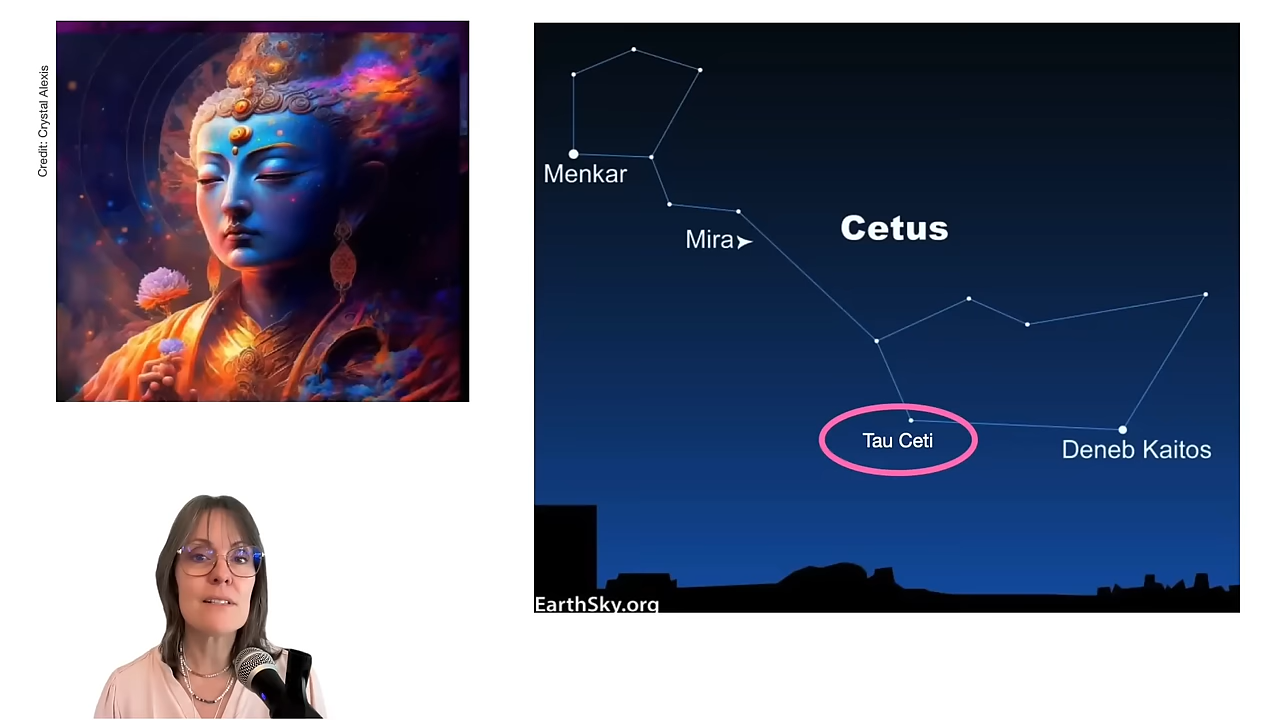 Credit: Crystal Alexis
Menkar
Cetus
Mira
Tau Ceti
Deneb Kaitos
EarthSky.org